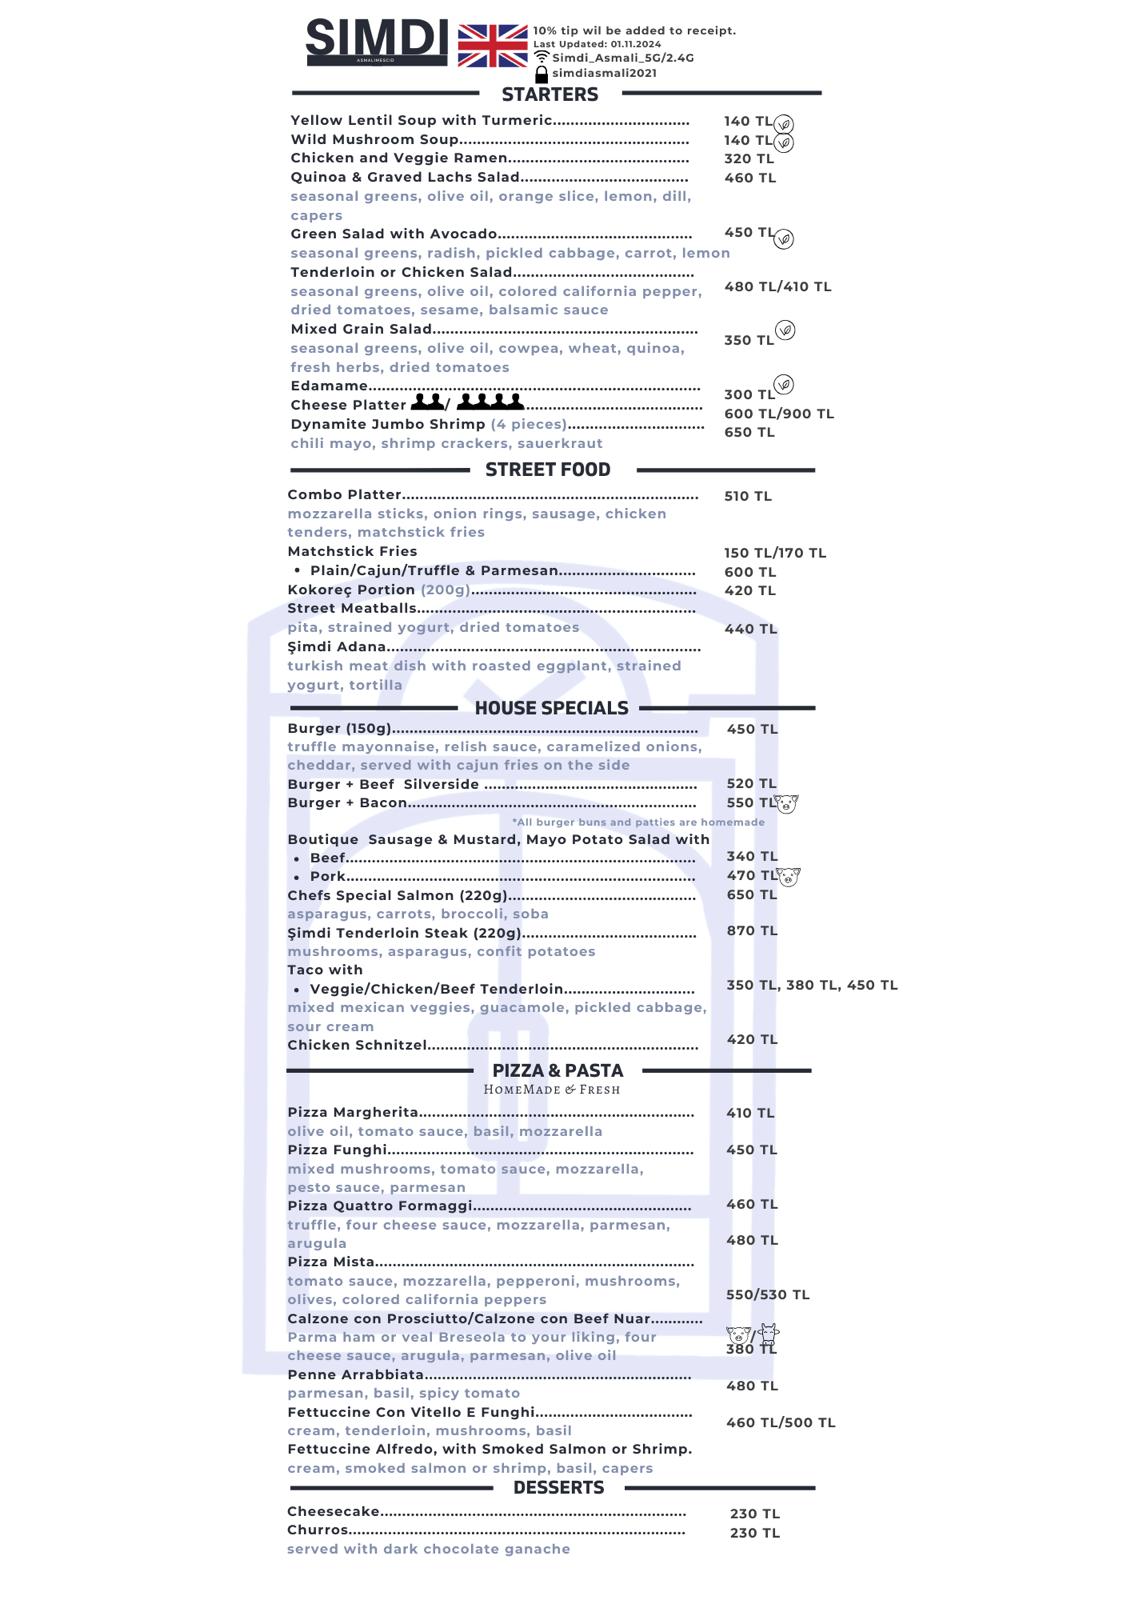 SIMDI
ASMALIMESCID
10% tip wil be added to receipt.
Last Updated: 01.11.2024
Simdi_Asmali_5G/2.4G
simdiasmali2021
STARTERS
Yellow Lentil Soup with Turmeric............................... 140 TL
Wild Mushroom Soup................................................... 140 TL
Chicken and Veggie Ramen........................................ 320 TL
Quinoa & Graved Lachs Salad..................................... 460 TL
seasonal greens, olive oil, orange slice, lemon, dill,
capers
Green Salad with Avocado........................................... 450 TL
seasonal greens, radish, pickled cabbage, carrot, lemon
Tenderloin or Chicken Salad........................................
seasonal greens, olive oil, colored california pepper, 480 TL/410 TL
dried tomatoes, sesame, balsamic sauce
Mixed Grain Salad...........................................................
seasonal greens, olive oil, cowpea, wheat, quinoa, 350 TL
fresh herbs, dried tomatoes
Edamame......................................................................... 300 TL
Cheese Platter / ....................................... 600 TL/900 TL
Dynamite Jumbo Shrimp (4 pieces)............................... 650 TL
chili mayo, shrimp crackers, sauerkraut
STREET FOOD
Combo Platter................................................................. 510 TL
mozzarella sticks, onion rings, sausage, chicken
tenders, matchstick fries
Matchstick Fries 150 TL/170 TL
• Plain/Cajun/Truffle & Parmesan.............................. 600 TL
Kokoreç Portion (200g).................................................. 420 TL
Street Meatballs..............................................................
pita, strained yogurt, dried tomatoes 440 TL
Şimdi Adana.....................................................................
turkish meat dish with roasted eggplant, strained
yogurt, tortilla
HOUSE SPECIALS
Burger (150g).................................................................... 450 TL
truffle mayonnaise, relish sauce, caramelized onions,
cheddar, served with cajun fries on the side
Burger + Beef  Silverside ............................................... 520 TL
Burger + Bacon................................................................ 550 TL
*All burger buns and patties are homemade
Boutique  Sausage & Mustard, Mayo Potato Salad with
• Beef.............................................................................. 340 TL
• Pork.............................................................................. 470 TL
Chefs Special Salmon (220g)......................................... 650 TL
asparagus, carrots, broccoli, soba
Şimdi Tenderloin Steak (220g)...................................... 870 TL
mushrooms, asparagus, confit potatoes
Taco with
• Veggie/Chicken/Beef Tenderloin............................. 350 TL, 380 TL, 450 TL
mixed mexican veggies, guacamole, pickled cabbage,
sour cream
Chicken Schnitzel............................................................ 420 TL
PIZZA & PASTA
HomeMade & Fresh
Pizza Margherita............................................................. 410 TL
olive oil, tomato sauce, basil, mozzarella
Pizza Funghi.................................................................... 450 TL
mixed mushrooms, tomato sauce, mozzarella,
pesto sauce, parmesan
Pizza Quattro Formaggi................................................. 460 TL
truffle, four cheese sauce, mozzarella, parmesan,
arugula 480 TL
Pizza Mista.......................................................................
tomato sauce, mozzarella, pepperoni, mushrooms,
olives, colored california peppers 550/530 TL
Calzone con Prosciutto/Calzone con Beef Nuar............
Parma ham or veal Breseola to your liking, four /
cheese sauce, arugula, parmesan, olive oil 380 TL
Penne Arrabbiata............................................................
parmesan, basil, spicy tomato 480 TL
Fettuccine Con Vitello E Funghi...................................
cream, tenderloin, mushrooms, basil 460 TL/500 TL
Fettuccine Alfredo, with Smoked Salmon or Shrimp.
cream, smoked salmon or shrimp, basil, capers
DESSERTS
Cheesecake..................................................................... 230 TL
Churros............................................................................ 230 TL
served with dark chocolate ganache